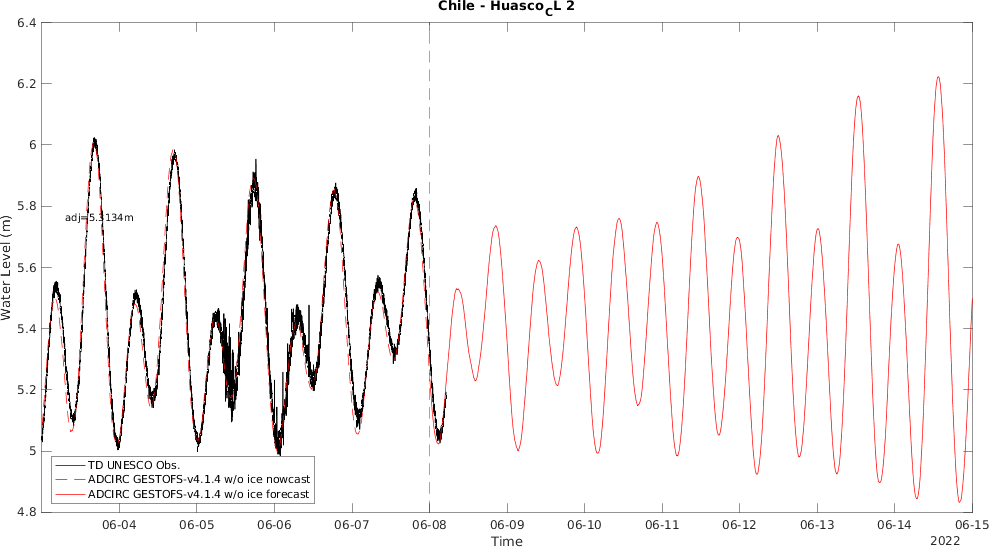 Chile - Huasco_CL 2
6.4
6.2
6
5.8
5.6
5.4
5.2
5
4.8
Water Level (m)
adj=5.3134m
TD UNESCO Obs.
ADCIRC GESTOFS-v4.1.4 w/o ice nowcast
ADCIRC GESTOFS-v4.1.4 w/o ice forecast
06-04 06-05 06-06 06-07 06-08 06-09 06-10 06-11 06-12 06-13 06-14 06-15
Time
2022